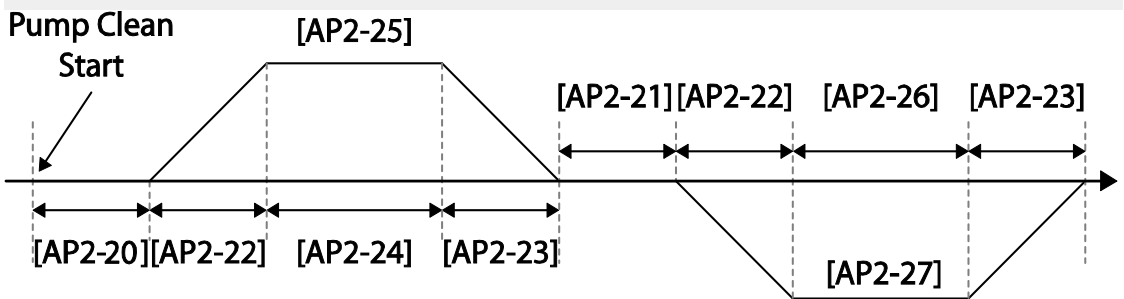 Pump Clean
Start
[AP2-25]
[AP2-21][AP2-22] [AP2-26] [AP2-23]
[AP2-20][AP2-22] [AP2-24] [AP2-23]
[AP2-27]